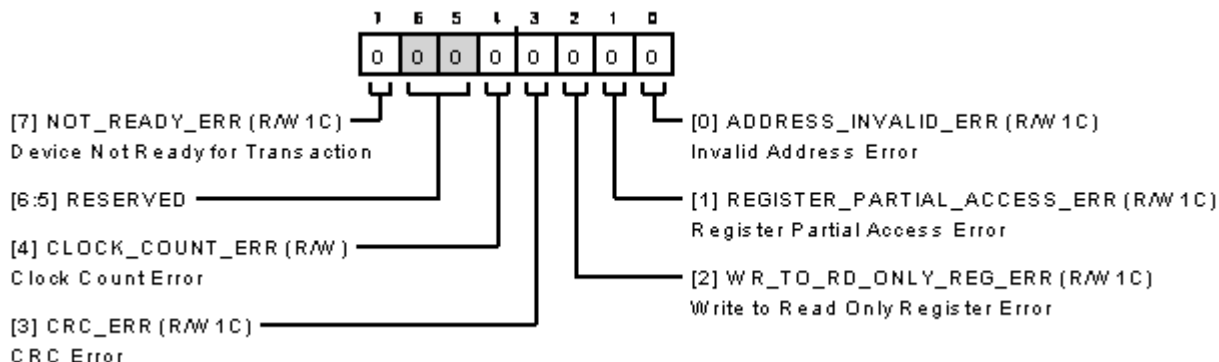 7 6 5 4 3 2 1 0
0 0 0 0 0 0 0 0
[7] NOT_READY_ERR (R/W1C)
Device Not Ready for Transaction
[6:5] RESERVED
[4] CLOCK_COUNT_ERR (R/W)
Clock Count Error
[3] CRC_ERR (R/W1C)
CRC Error
[0] ADDRESS_INVALID_ERR (R/W1C)
Invalid Address Error
[1] REGISTER_PARTIAL_ACCESS_ERR (R/W1C)
Register Partial Access Error
[2] WR_TO_RD_ONLY_REG_ERR (R/W1C)
Write to Read Only Register Error